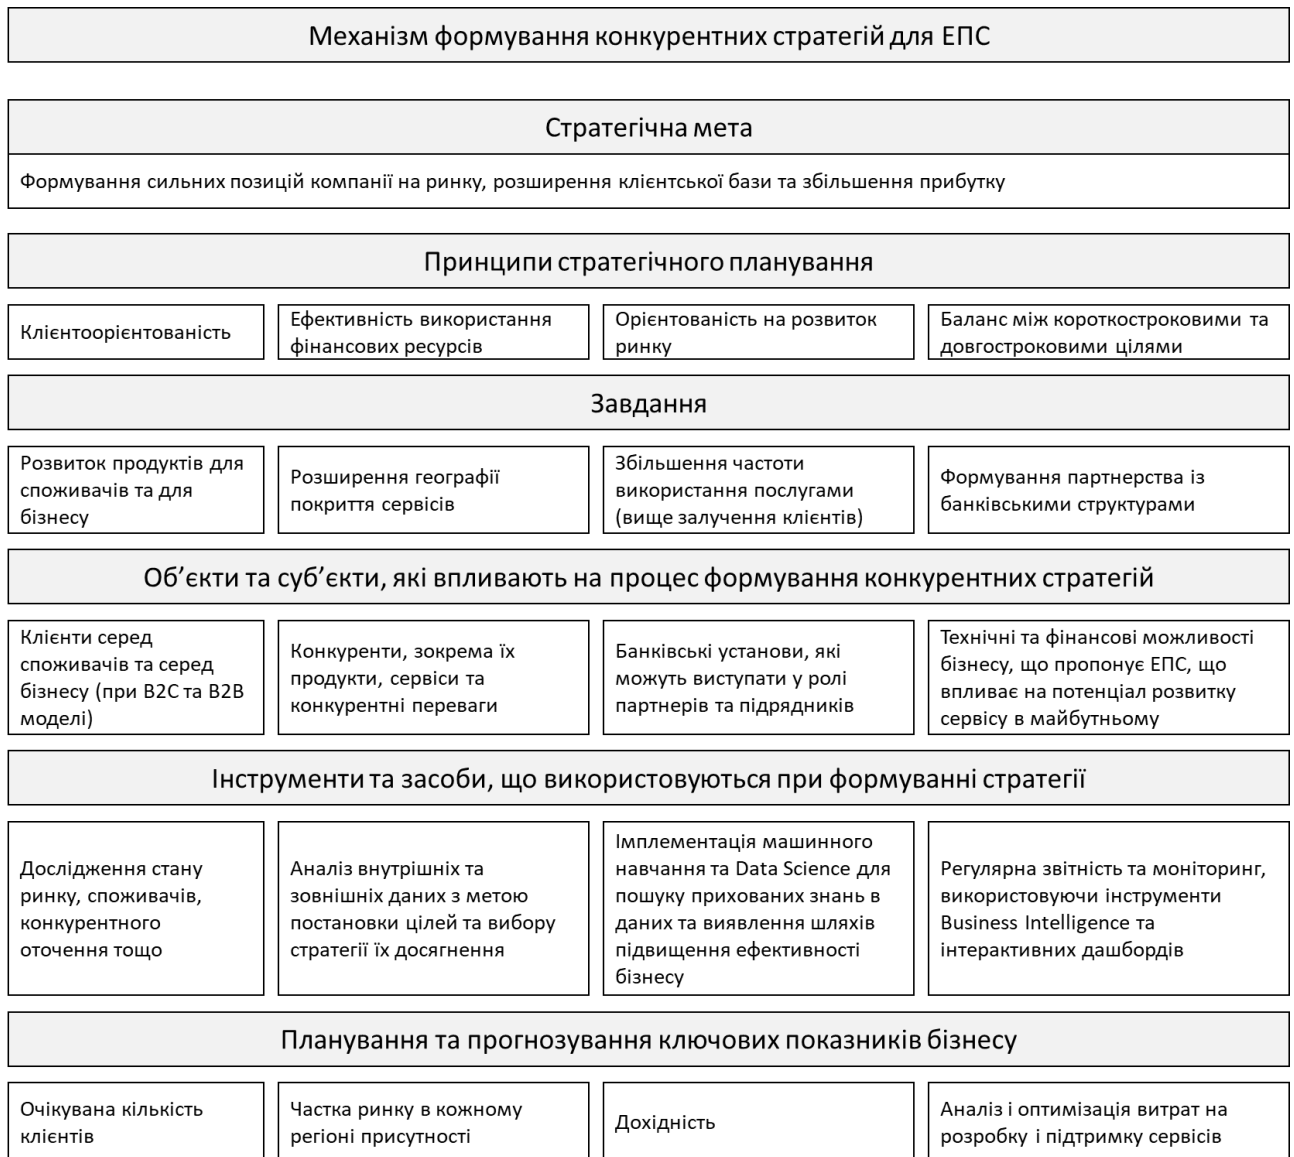 Механізм формування конкурентних стратегій для ЕПС
Стратегічна мета
Формування сильних позицій компанії на ринку, розширення клієнтської бази та збільшення прибутку
Принципи стратегічного планування
Клієнтоорієнтованість
Ефективність використання
фінансових ресурсів
Орієнтованість на розвиток
ринку
Баланс між короткостроковими та
довгостроковими цілями
Завдання
Розвиток продуктів для
споживачів та для
бізнесу
Розширення географії
покриття сервісів
Збільшення частоти
використання послугами
(вище залучення клієнтів)
Формування партнерства із
банківськими структурами
Об’єкти та суб’єкти, які впливають на процес формування конкурентних стратегій
Клієнти серед
споживачів та серед
бізнесу (при B2C та B2B
моделі)
Конкуренти, зокрема їх
продукти, сервіси та
конкурентні переваги
Банківські установи, які
можуть виступати у ролі
партнерів та підрядників
Технічні та фінансові можливості
бізнесу, що пропонує ЕПС, що
впливає на потенціал розвитку
сервісу в майбутньому
Інструменти та засоби, що використовуються при формуванні стратегії
Дослідження стану
ринку, споживачів,
конкурентного
оточення тощо
Аналіз внутрішніх та
зовнішніх даних з метою
постановки цілей та вибору
стратегії їх досягнення
Імплементація машинного
навчання та Data Science для
пошуку прихованих знань в
даних та виявлення шляхів
підвищення ефективності
бізнесу
Регулярна звітність та моніторинг,
використовуючи інструменти
Business Intelligence та
інтерактивних дашбордів
Планування та прогнозування ключових показників бізнесу
Очікувана кількість
клієнтів
Частка ринку в кожному
регіоні присутності
Дохідність
Аналіз і оптимізація витрат на
розробку і підтримку сервісів